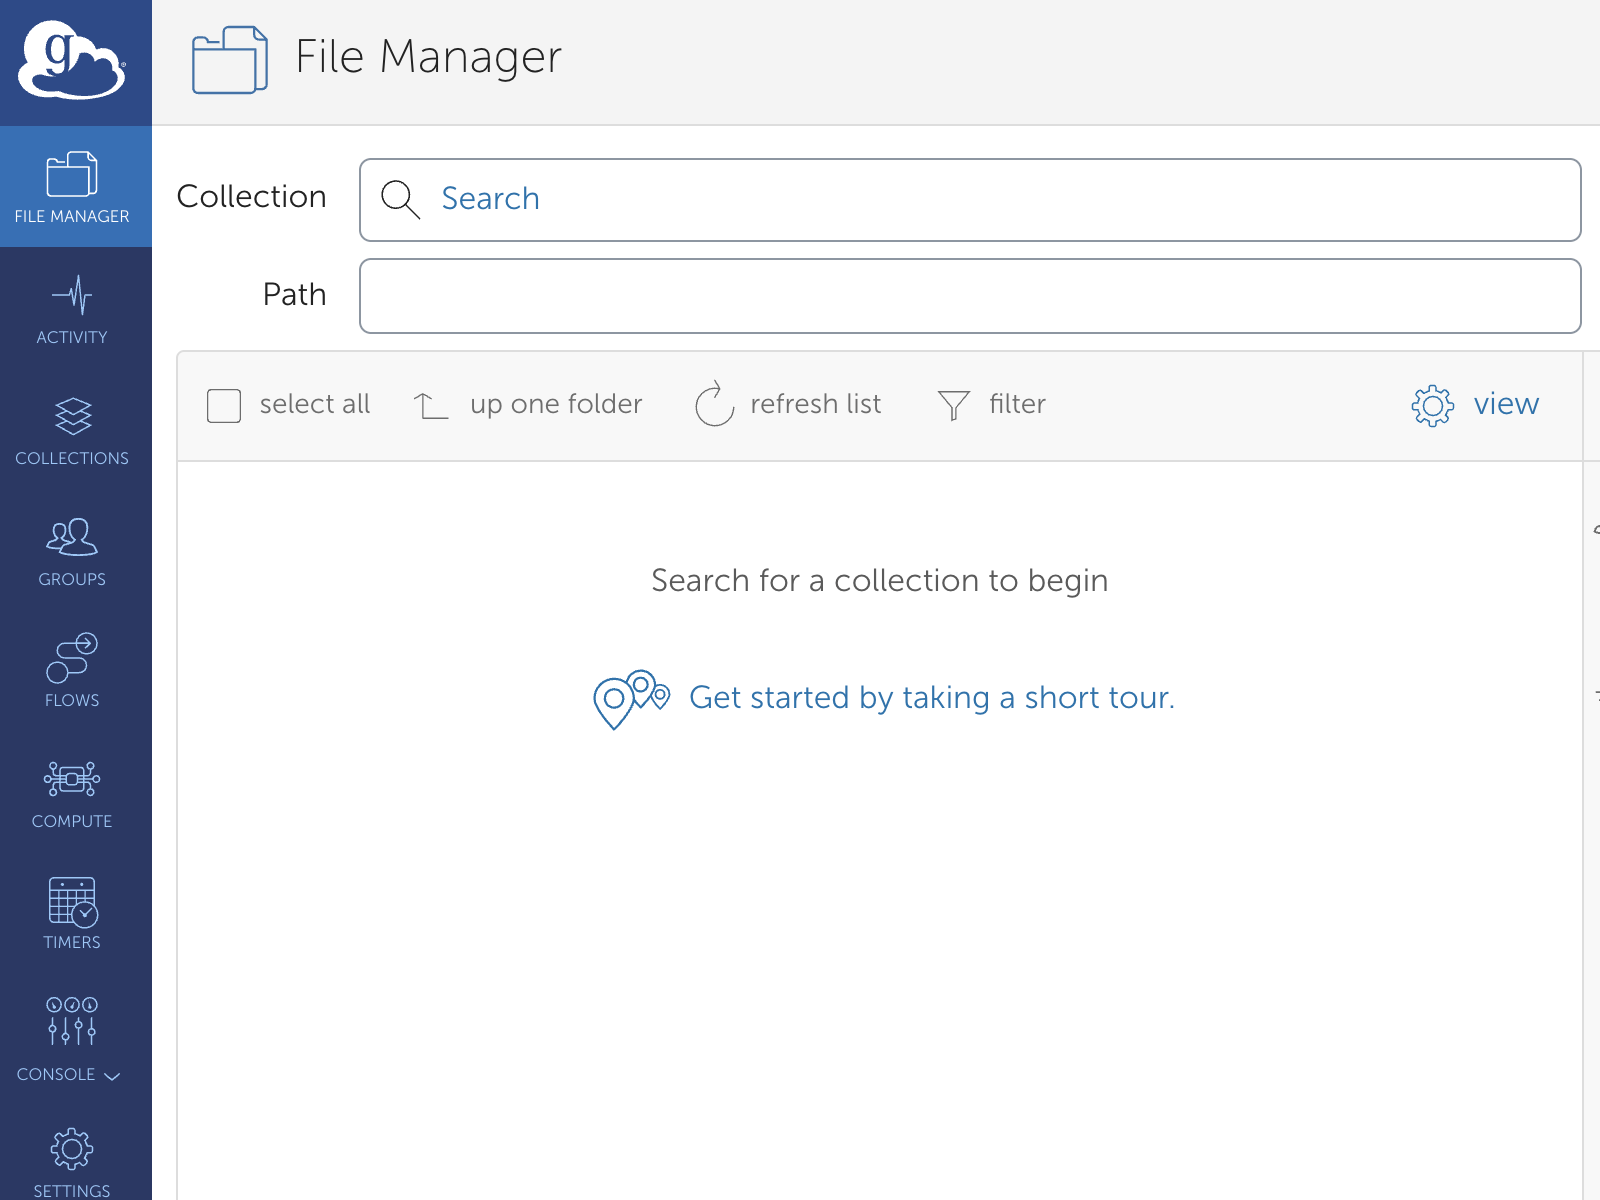 g
File Manager
FILE MANAGER
ACTIVITY
COLLECTIONS
GROUPS
FLOWS
COMPUTE
TIMERS
CONSOLE
SETTINGS
Collection
Search
Path
select all
up one folder
refresh list
filter
view
Search for a collection to begin
Get started by taking a short tour.